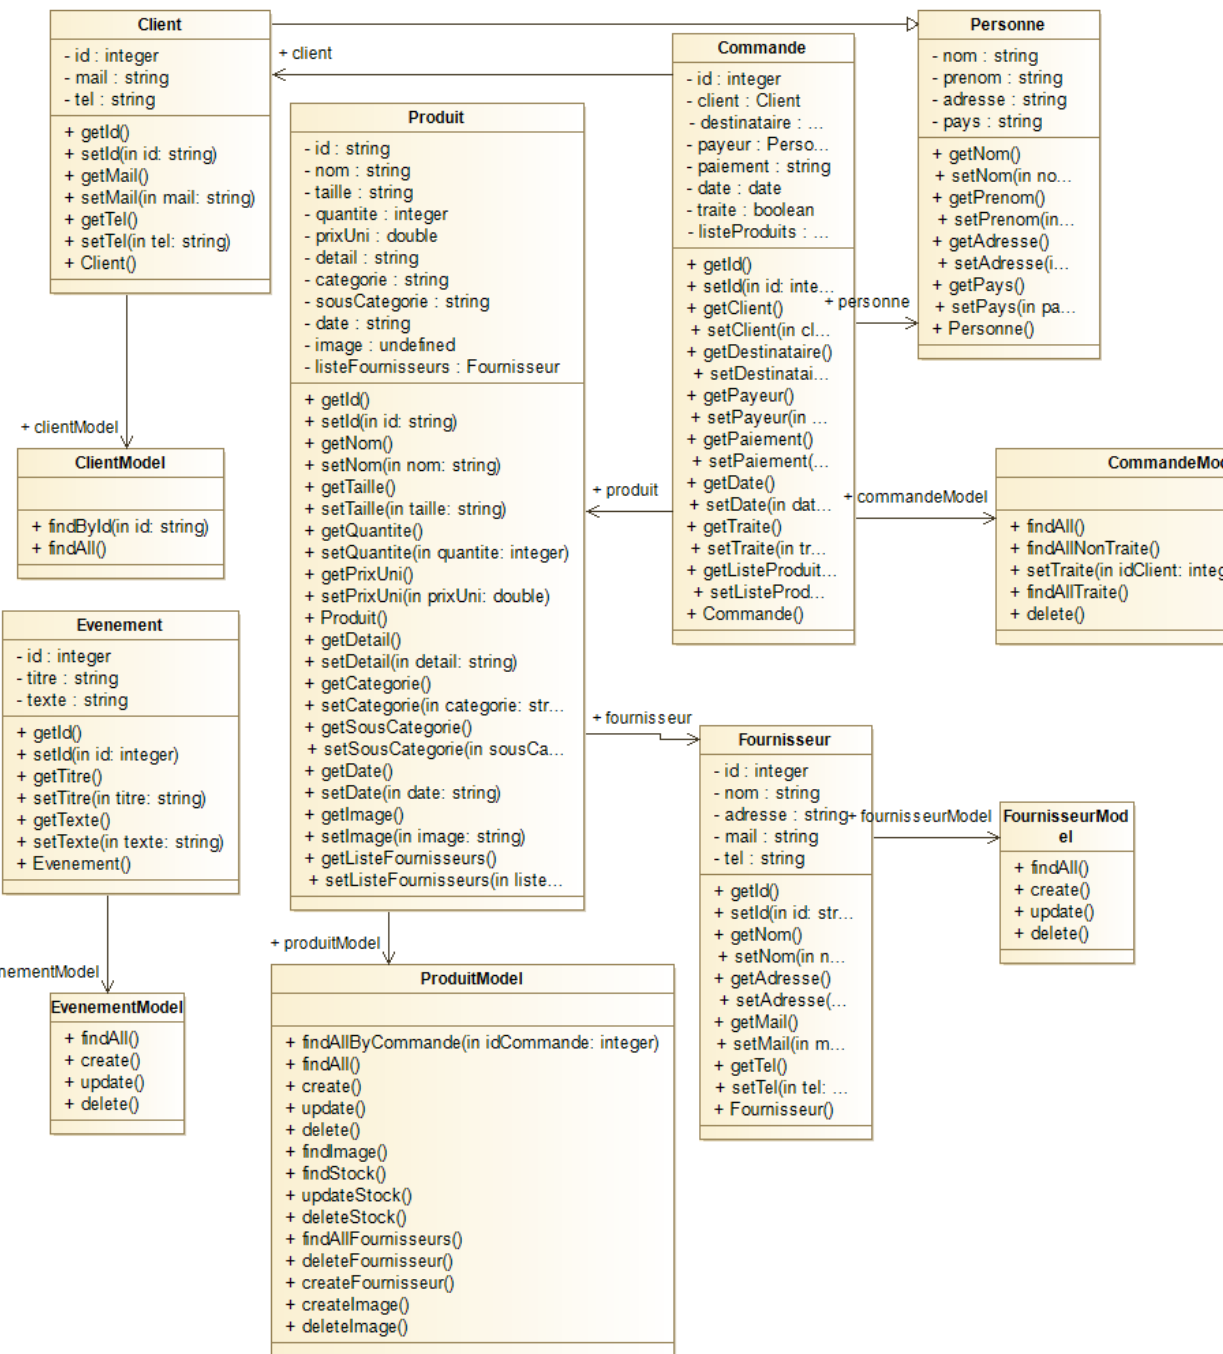 Client
- id : integer
- mail : string
- tel : string
+ getId()
+ setId(in id: string)
+ getMail()
+ setMail(in mail: string)
+ getTel()
+ setTel(in tel: string)
+ Client()
+ client
Personne
- nom : string
- prenom : string
- adresse : string
- pays : string
+ getNom()
+ setNom(in no...
+ getPrenom()
+ setPrenom(in...
+ getAdresse()
+ setAdresse(i...
+ getPays()
+ setPays(in pa...
+ Personne()
Commande
- id : integer
- client : Client
- destinataire : ...
- payeur : Perso...
- paiement : string
- date : date
- traite : boolean
- listeProduits : ...
+ getId()
+ setId(in id: inte...
+ getClient()
+ setClient(in cl...
+ getDestinataire()
+ setDestinatai...
+ getPayeur()
+ setPayeur(in ...
+ getPaiement()
+ setPaiement(...
+ getDate()
+ setDate(in dat...
+ getTraite()
+ setTraite(in tr...
+ getListeProduit...
+ setListeProd...
+ Commande()
+ personne
+ produit
+ commandeModel
Produit
- id : string
- nom : string
- taille : string
- quantite : integer
- prixUni : double
- detail : string
- categorie : string
- sousCategorie : string
- date : string
- image : undefined
- listeFournisseurs : Fournisseur
+ getId()
+ setId(in id: string)
+ getNom()
+ setNom(in nom: string)
+ getTaille()
+ setTaille(in taille: string)
+ getQuantite()
+ setQuantite(in quantite: integer)
+ getPrixUni()
+ setPrixUni(in prixUni: double)
+ Produit()
+ getDetail()
+ setDetail(in detail: string)
+ getCategorie()
+ setCategorie(in categorie: str...
+ getSousCategorie()
+ setSousCategorie(in sousCa...
+ getDate()
+ setDate(in date: string)
+ getImage()
+ setImage(in image: string)
+ getListeFournisseurs()
+ setListeFournisseurs(in liste...
+ clientModel
ClientModel
+ findById(in id: string)
+ findAll()
CommandeMod
+ findAll()
+ findAllNonTraite()
+ setTraite(in idClient: integ
+ findAllTraite()
+ delete()
Evenement
- id : integer
- titre : string
- texte : string
+ getId()
+ setId(in id: integer)
+ getTitre()
+ setTitre(in titre: string)
+ getTexte()
+ setTexte(in texte: string)
+ Evenement()
+ fournisseur
Fournisseur
- id : integer
- nom : string
- adresse : string
- mail : string
- tel : string
+ getId()
+ setId(in id: str...
+ getNom()
+ setNom(in n...
+ getAdresse()
+ setAdresse(...
+ getMail()
+ setMail(in m...
+ getTel()
+ setTel(in tel: ...
+ Fournisseur()
+ fournisseurModel
FournisseurMod
el
+ findAll()
+ create()
+ update()
+ delete()
nementModel
EvenementModel
+ findAll()
+ create()
+ update()
+ delete()
+ produitModel
ProduitModel
+ findAllByCommande(in idCommande: integer)
+ findAll()
+ create()
+ update()
+ delete()
+ findImage()
+ findStock()
+ updateStock()
+ deleteStock()
+ findAllFournisseurs()
+ deleteFournisseur()
+ createFournisseur()
+ createImage()
+ deleteImage()